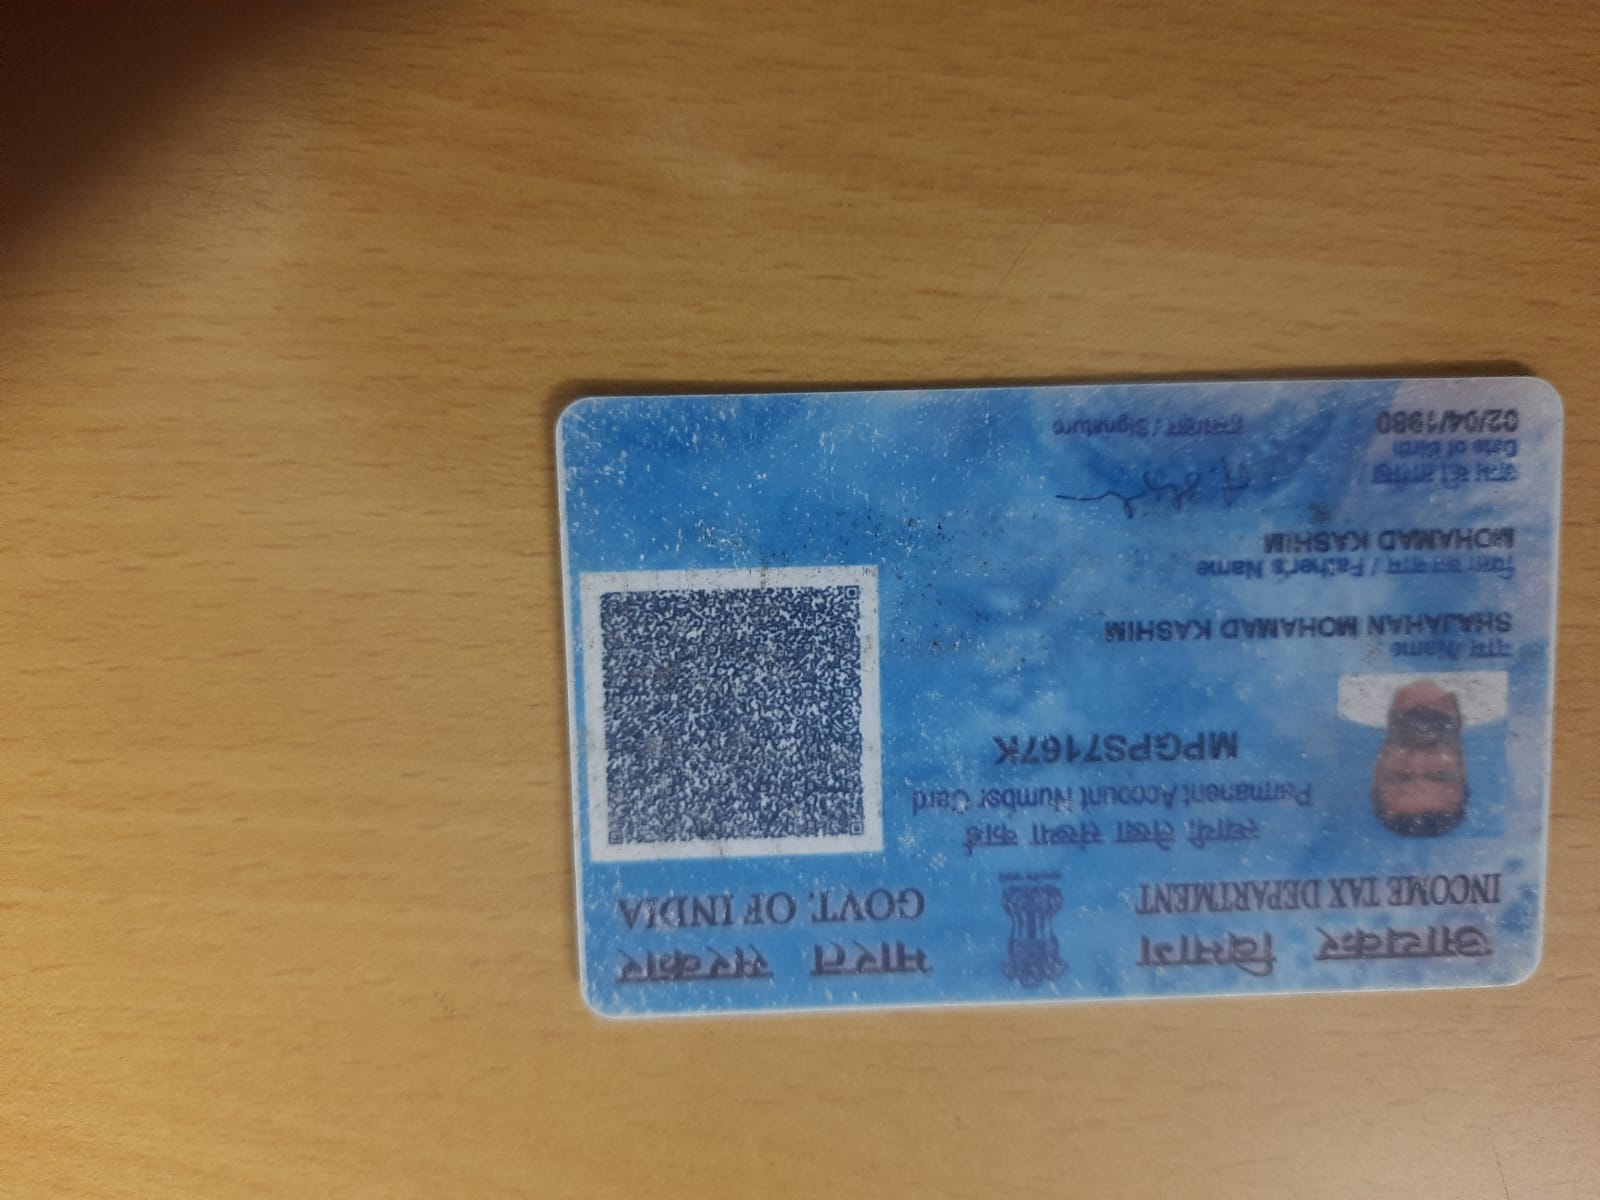 आयकर विभाग
INCOME TAX DEPARTMENT
भारत सरकार
GOVT. OF INDIA
स्थायी लेखा संख्या कार्ड
Permanent Account Number Card
MPGPS7167K
नाम / Name
SHAJAHAN MOHAMAD KASHIM
पिता का नाम / Father's Name
MOHAMAD KASHIM
जन्म की तारीख /
Date of Birth
02/04/1980
हस्ताक्षर / Signature